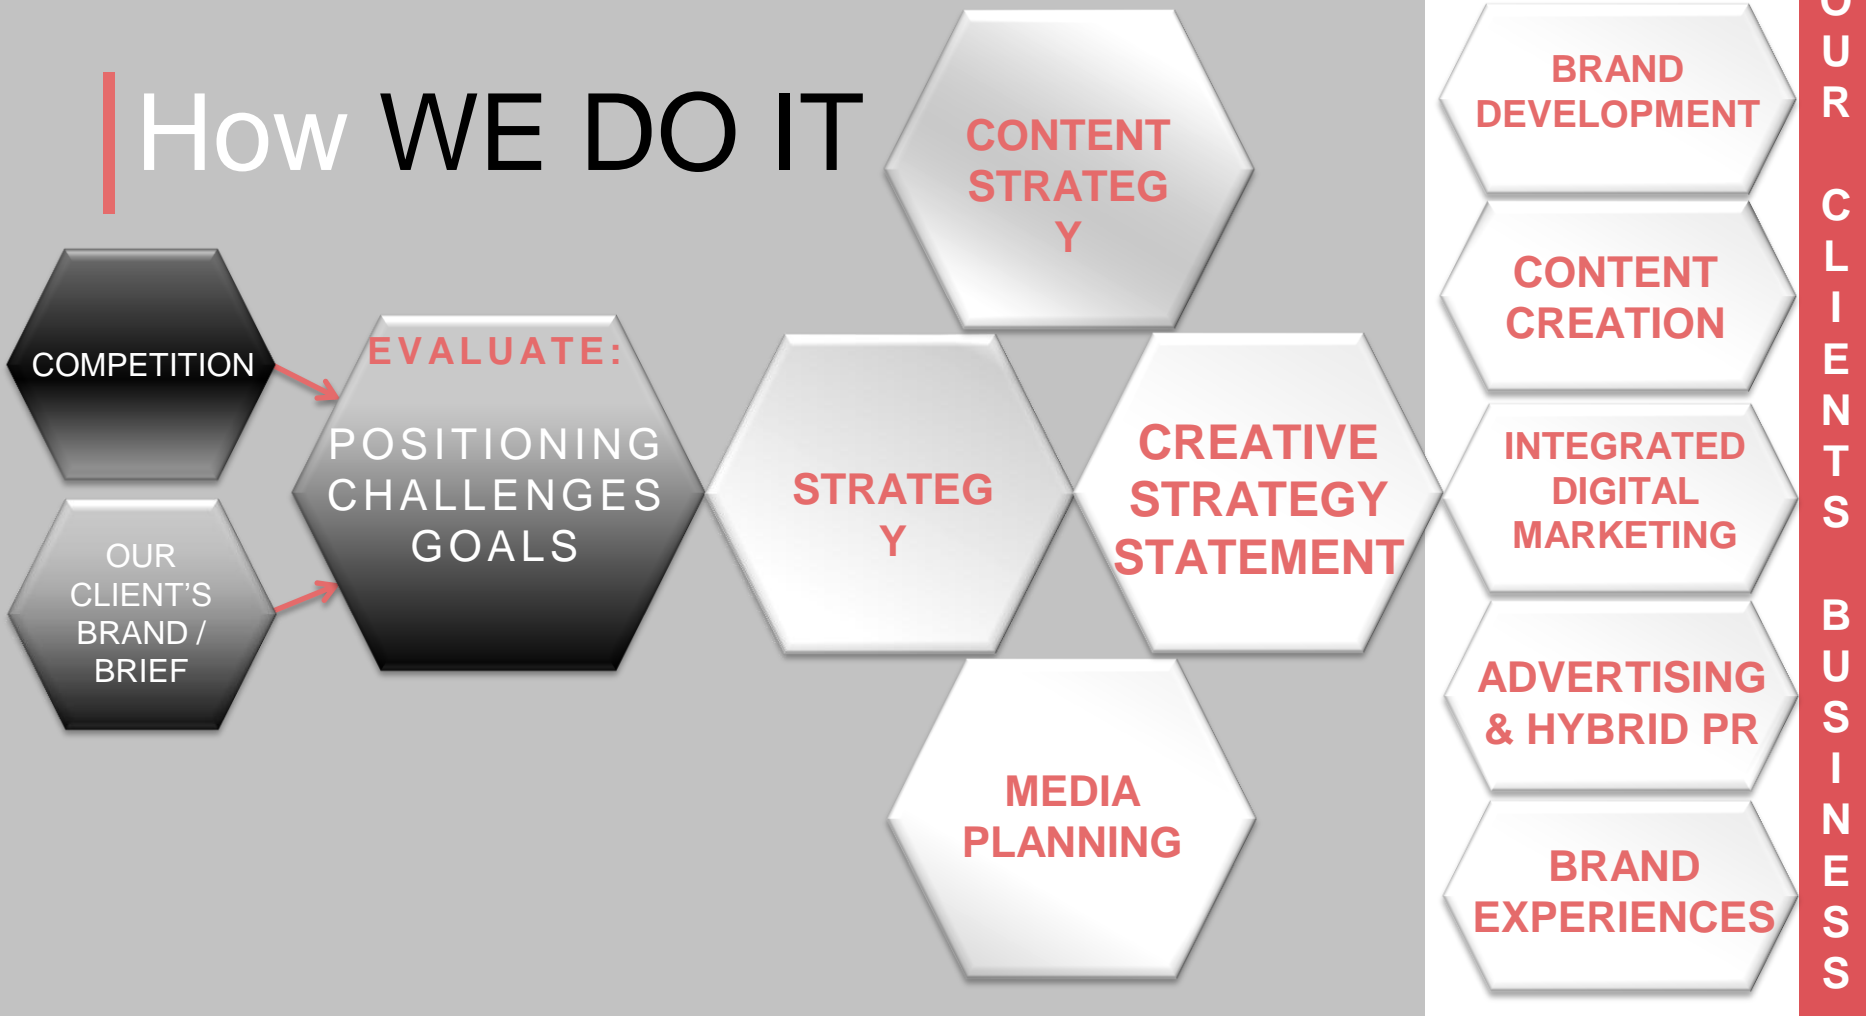 How WE DO IT
COMPETITION
OUR
CLIENT'S
BRAND /
BRIEF
EVALUATE:
POSITIONING
CHALLENGES
GOALS
STRATEG
Y
CONTENT
STRATEG
Y
CREATIVE
STRATEGY
STATEMENT
MEDIA
PLANNING
BRAND
DEVELOPMENT
CONTENT
CREATION
INTEGRATED
DIGITAL
MARKETING
ADVERTISING
& HYBRID PR
BRAND
EXPERIENCES
OUR CLIENTS BUSINESS